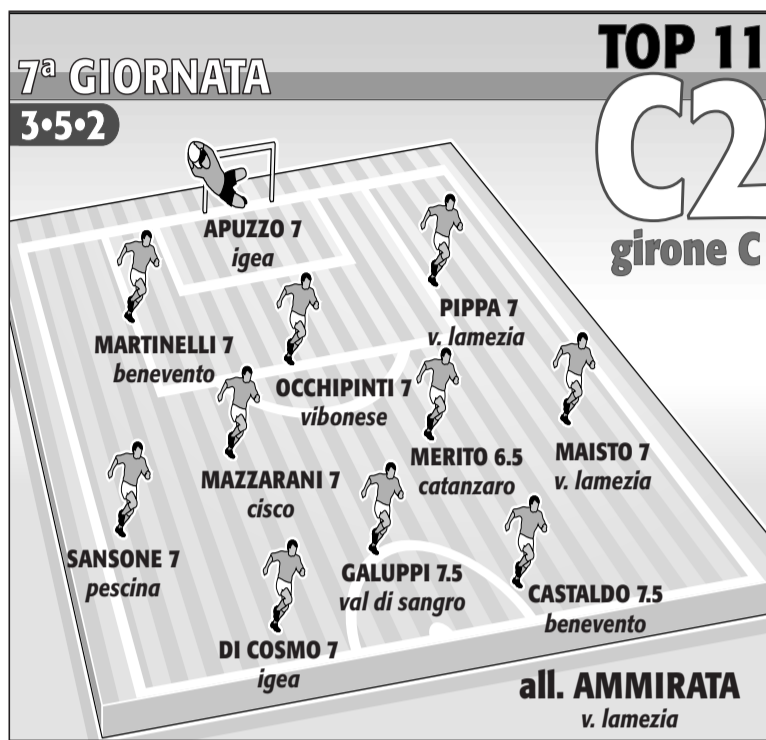 7ª GIORNATA
3•5•2
TOP 11
C2
girone C
APUZZO 7
igea
MARTINELLI 7
benevento
OCCHIPINTI 7
vibonese
PIPPA 7
v. lamezia
SANSONE 7
pescina
MAZZARANI 7
cisco
GALUPPI 7.5
val di sangro
MERITO 6.5
catanzaro
MAISTO 7
v. lamezia
DI COSMO 7
igea
CASTALDO 7.5
benevento
all. AMMIRATA
v. lamezia